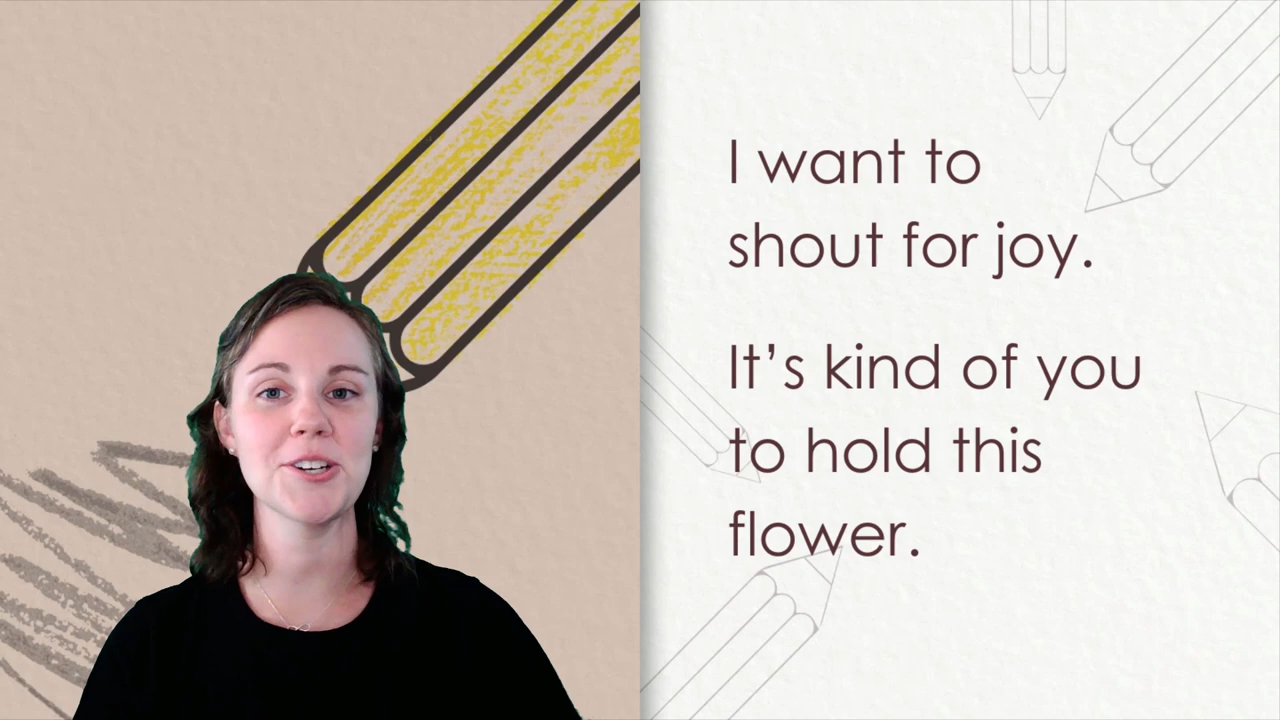 I want to
shout for joy.
It’s kind of you
to hold this
flower.